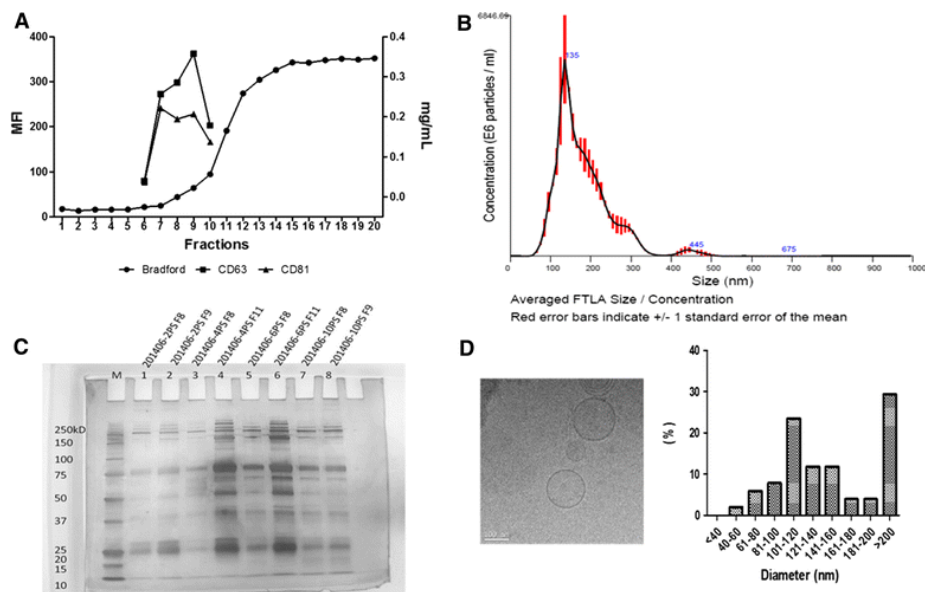 A
400
300
200
100
0
MFI
0.4
0.3
0.2
0.1
0.0
mg/mL
1 2 3 4 5 6 7 8 9 10 11 12 13 14 15 16 17 18 19 20
Fractions
Bradford CD63 CD81
B
6846.09
135
445
675
Concentration (E6 particles / ml)
0 100 200 300 400 500 600 700 800 900 1000
Size (nm)
Averaged FTLA Size / Concentration
Red error bars indicate +/- 1 standard error of the mean
C
201406-2PS F8
201406-2PS F9
201406-4PS F8
201406-4PS F11
201406-6PS F8
201406-6PS F11
201406-10PS F8
201406-10PS F9
M 1 2 3 4 5 6 7 8
250kD
150
100
75
50
37
25
20
15
10
D
40
30
20
10
0
(%)
<40
40-60
61-80
81-100
101-120
121-140
141-160
161-180
181-200
>200
Diameter (nm)